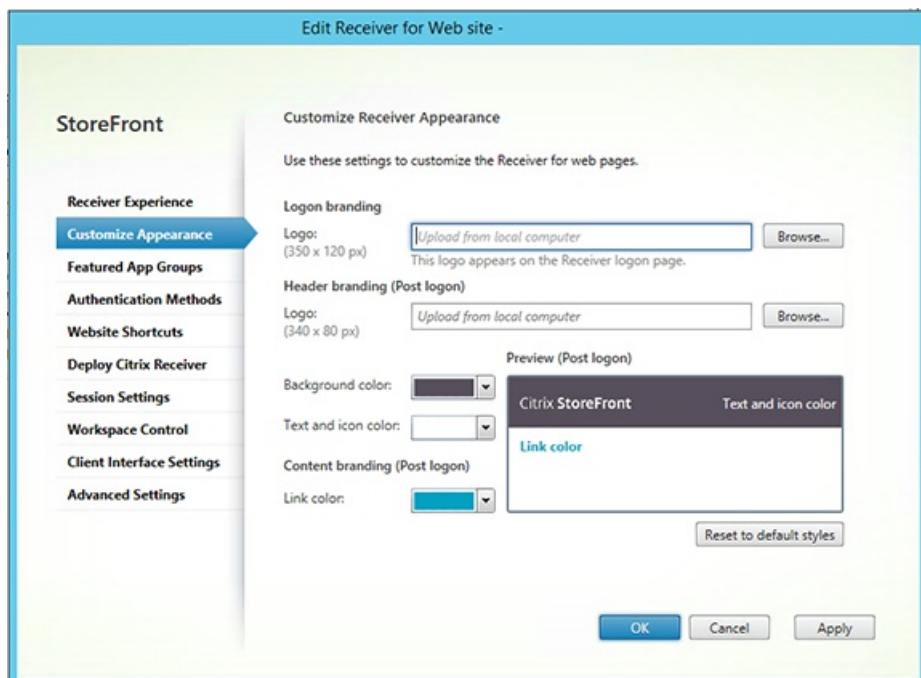 Edit Receiver for Web site -
StoreFront
Receiver Experience
Customize Appearance
Featured App Groups
Authentication Methods
Website Shortcuts
Deploy Citrix Receiver
Session Settings
Workspace Control
Client Interface Settings
Advanced Settings
Customize Receiver Appearance
Use these settings to customize the Receiver for web pages.
Logon branding
Logo:
(350 x 120 px)
Upload from local computer
Browse...
This logo appears on the Receiver logon page.
Header branding (Post logon)
Logo:
(340 x 80 px)
Upload from local computer
Browse...
Background color:
Text and icon color:
Content branding (Post logon)
Link color:
Preview (Post logon)
Citrix StoreFront
Text and icon color
Link color
Reset to default styles
OK
Cancel
Apply